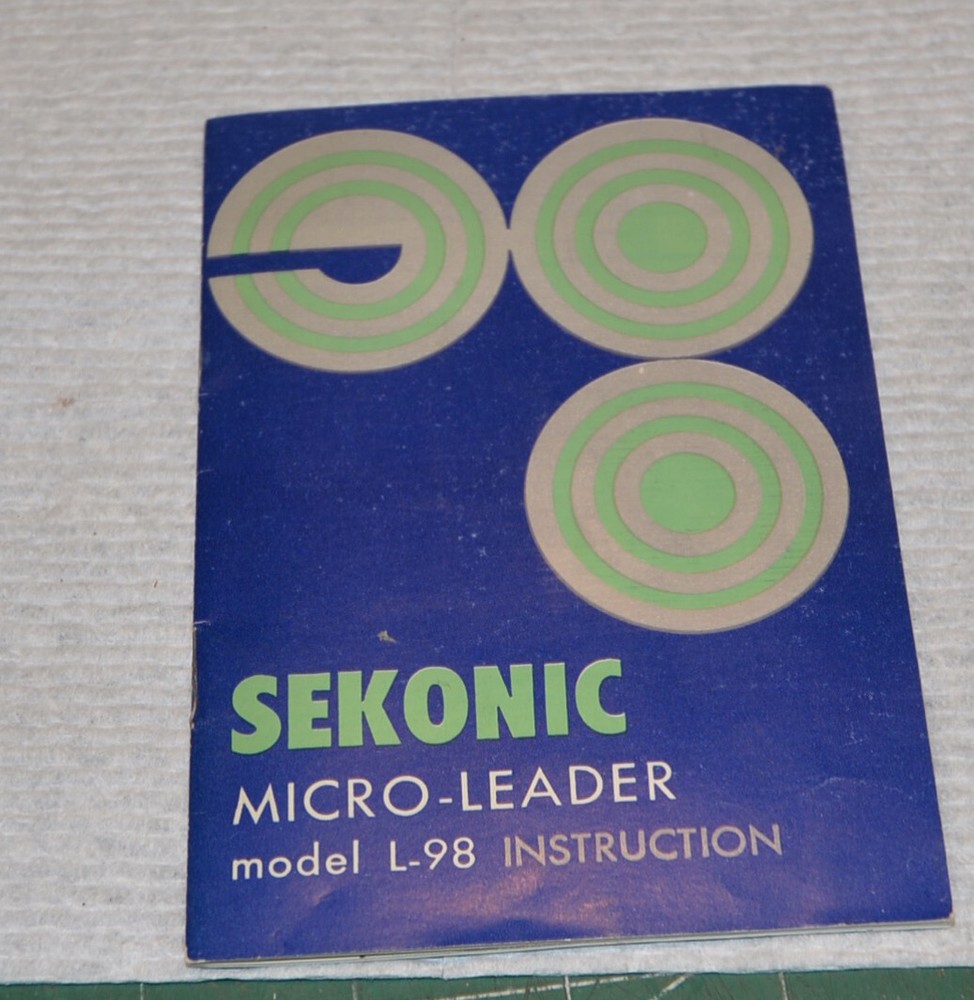 SEKONIC
MICRO-LEADER
model L-98 INSTRUCTION